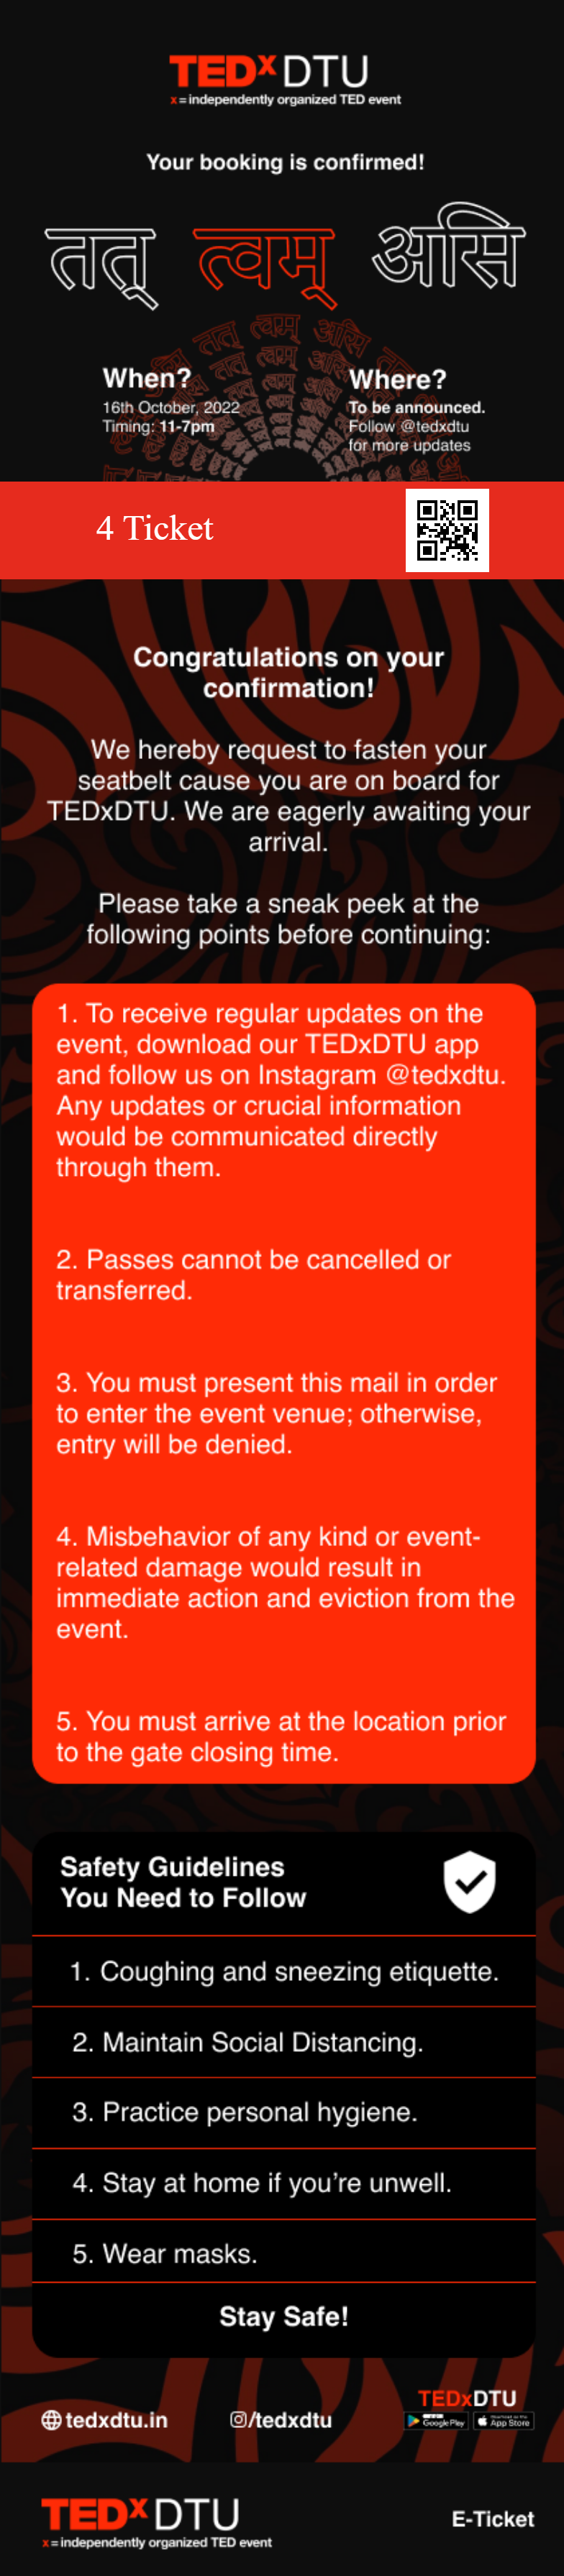 TEDx DTU
x = independently organized TED event
Your booking is confirmed!
तत् त्वम् असि
When?
16th October, 2022
Timing: 11-7pm
Where?
To be announced.
Follow @tedxdtu
for more updates
4 Ticket
Congratulations on your
confirmation!
We hereby request to fasten your
seatbelt cause you are on board for
TEDxDTU. We are eagerly awaiting your
arrival.
Please take a sneak peek at the
following points before continuing:
1. To receive regular updates on the
event, download our TEDxDTU app
and follow us on Instagram @tedxdtu.
Any updates or crucial information
would be communicated directly
through them.
2. Passes cannot be cancelled or
transferred.
3. You must present this mail in order
to enter the event venue; otherwise,
entry will be denied.
4. Misbehavior of any kind or event-
related damage would result in
immediate action and eviction from the
event.
5. You must arrive at the location prior
to the gate closing time.
Safety Guidelines
You Need to Follow
1. Coughing and sneezing etiquette.
2. Maintain Social Distancing.
3. Practice personal hygiene.
4. Stay at home if you're unwell.
5. Wear masks.
Stay Safe!
tedxdtu.in
/tedxdtu
TEDxDTU
Google Play
App Store
TEDx DTU
x = independently organized TED event
E-Ticket